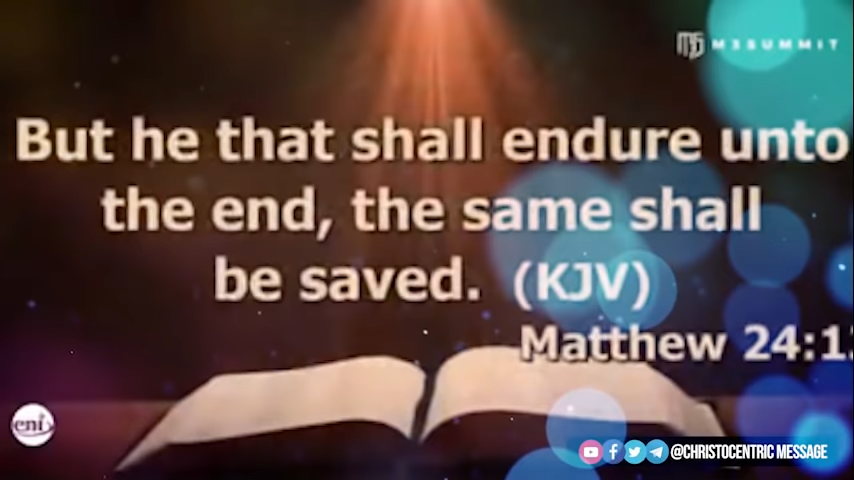 M3SUMMIT
But he that shall endure unto
the end, the same shall
be saved. (KJV)
Matthew 24:1
eni
@CHRISTOCENTRIC MESSAGE